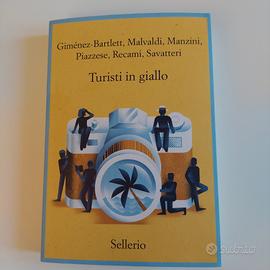 Giménez-Bartlett, Malvaldi, Manzini,
Piazzese, Recami, Savatteri
Turisti in giallo
Sellerio
subito.it